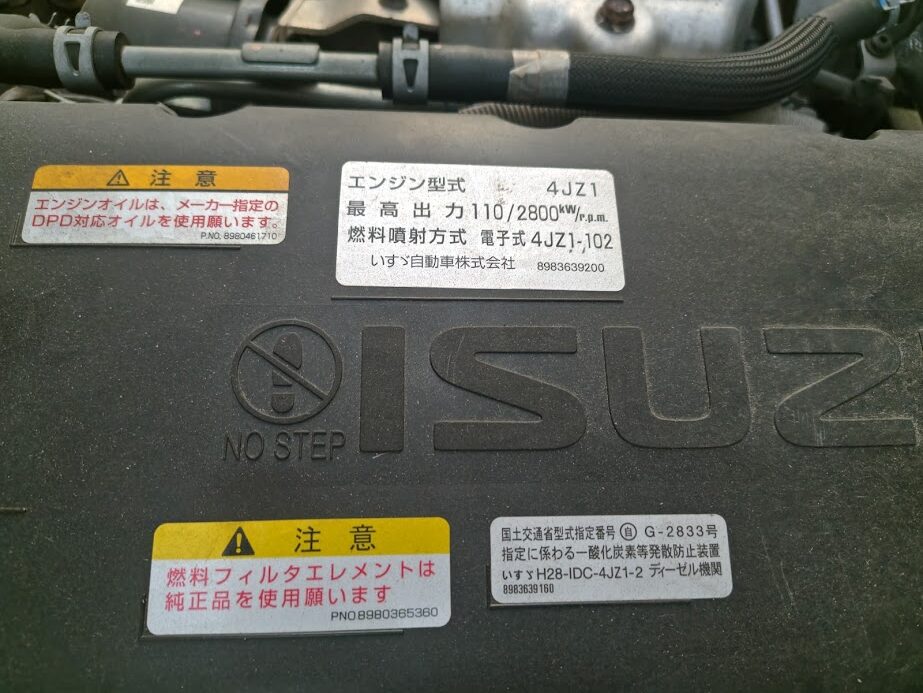 注意
エンジンオイルは、メーカー指定の
DPD対応オイルを使用願います。
P.NO. 8980461710
エンジン型式 4JZ1
最高出力 110/2800kW/r.p.m.
燃料噴射方式 電子式 4JZ1-102
いすゞ自動車株式会社 8983639200
NO STEP
ISUZ
注意
燃料フィルタエレメントは
純正品を使用願います
PNO8980365360
国土交通省型式指定番号 自 G-2833号
指定に係わる一酸化炭素等発散防止装置
いすゞH28-IDC-4JZ1-2 ディーゼル機関
8983639160